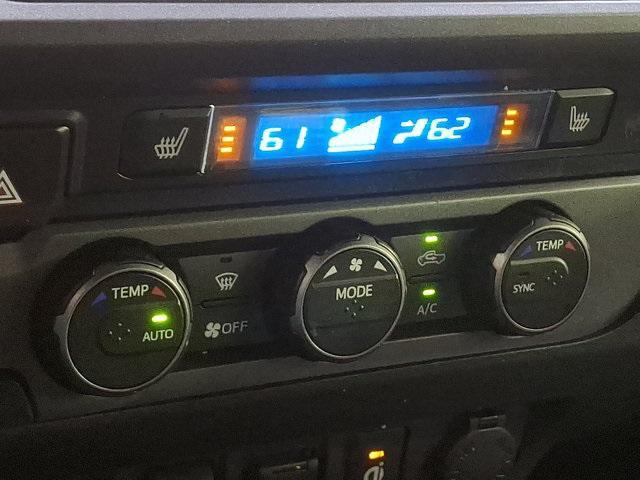 61 62
TEMP
AUTO
OFF
MODE
A/C
TEMP
SYNC